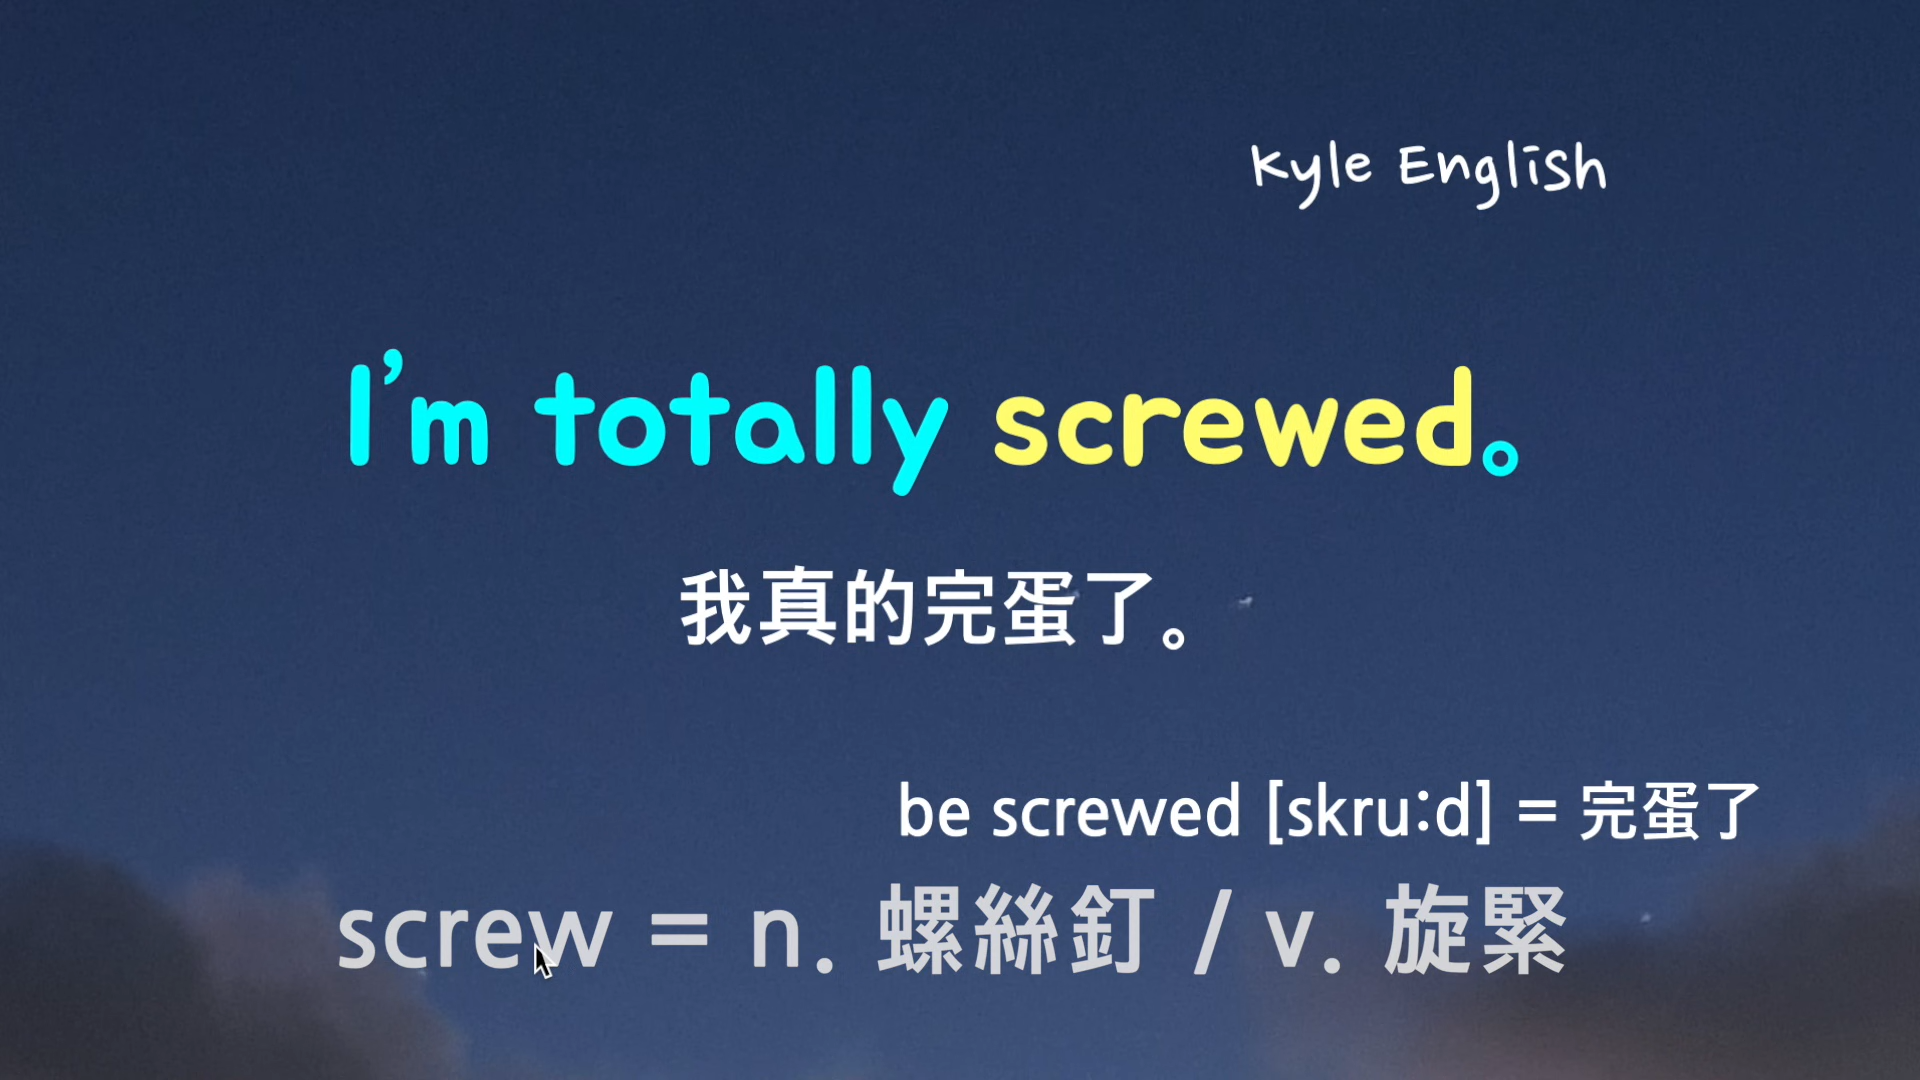 Kyle English
I'm totally screwed。
我真的完蛋了。
be screwed [skru:d] = 完蛋了
screw = n. 螺絲釘 / v. 旋緊